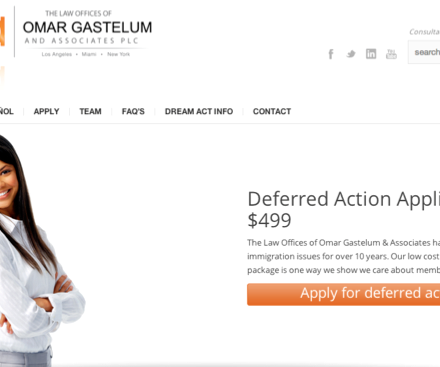 THE LAW OFFICES OF
OMAR GASTELUM
AND ASSOCIATES PLC
Los Angeles • Miami • New York
Consulta
search
ÑOL APPLY TEAM FAQ'S DREAM ACT INFO CONTACT
Deferred Action Appli
$499
The Law Offices of Omar Gastelum & Associates ha
immigration issues for over 10 years. Our low cost
package is one way we show we care about memb
Apply for deferred ac